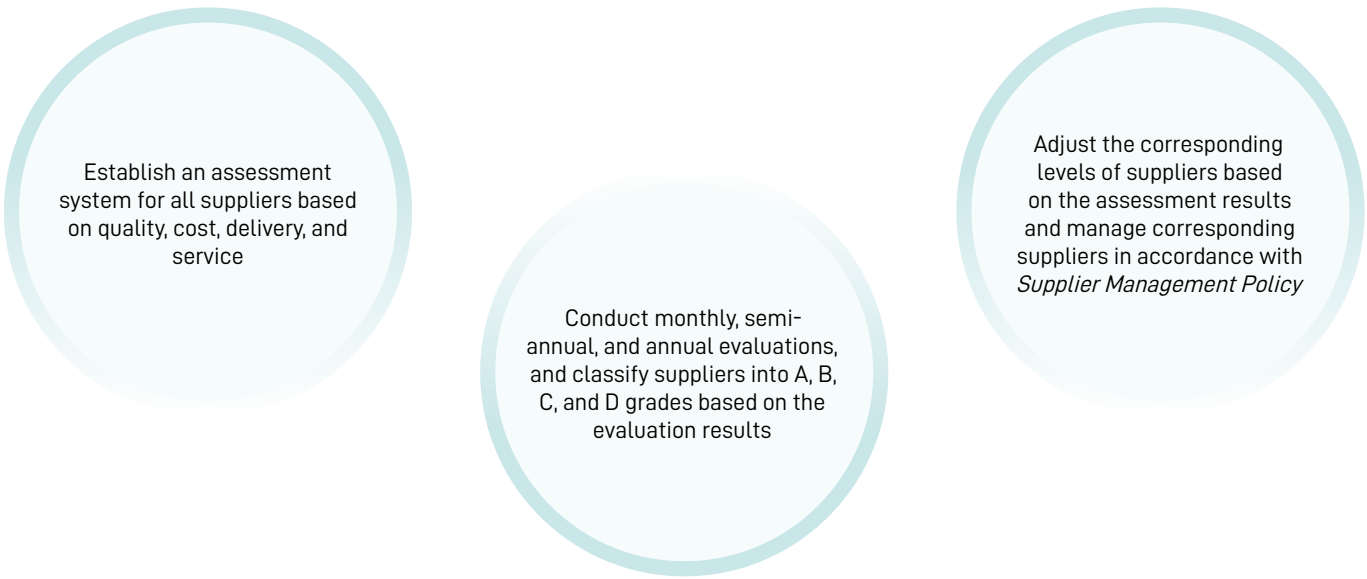 Establish an assessment
system for all suppliers based
on quality, cost, delivery, and
service
Conduct monthly, semi-
annual, and annual evaluations,
and classify suppliers into A, B,
C, and D grades based on the
evaluation results
Adjust the corresponding
levels of suppliers based
on the assessment results
and manage corresponding
suppliers in accordance with
Supplier Management Policy